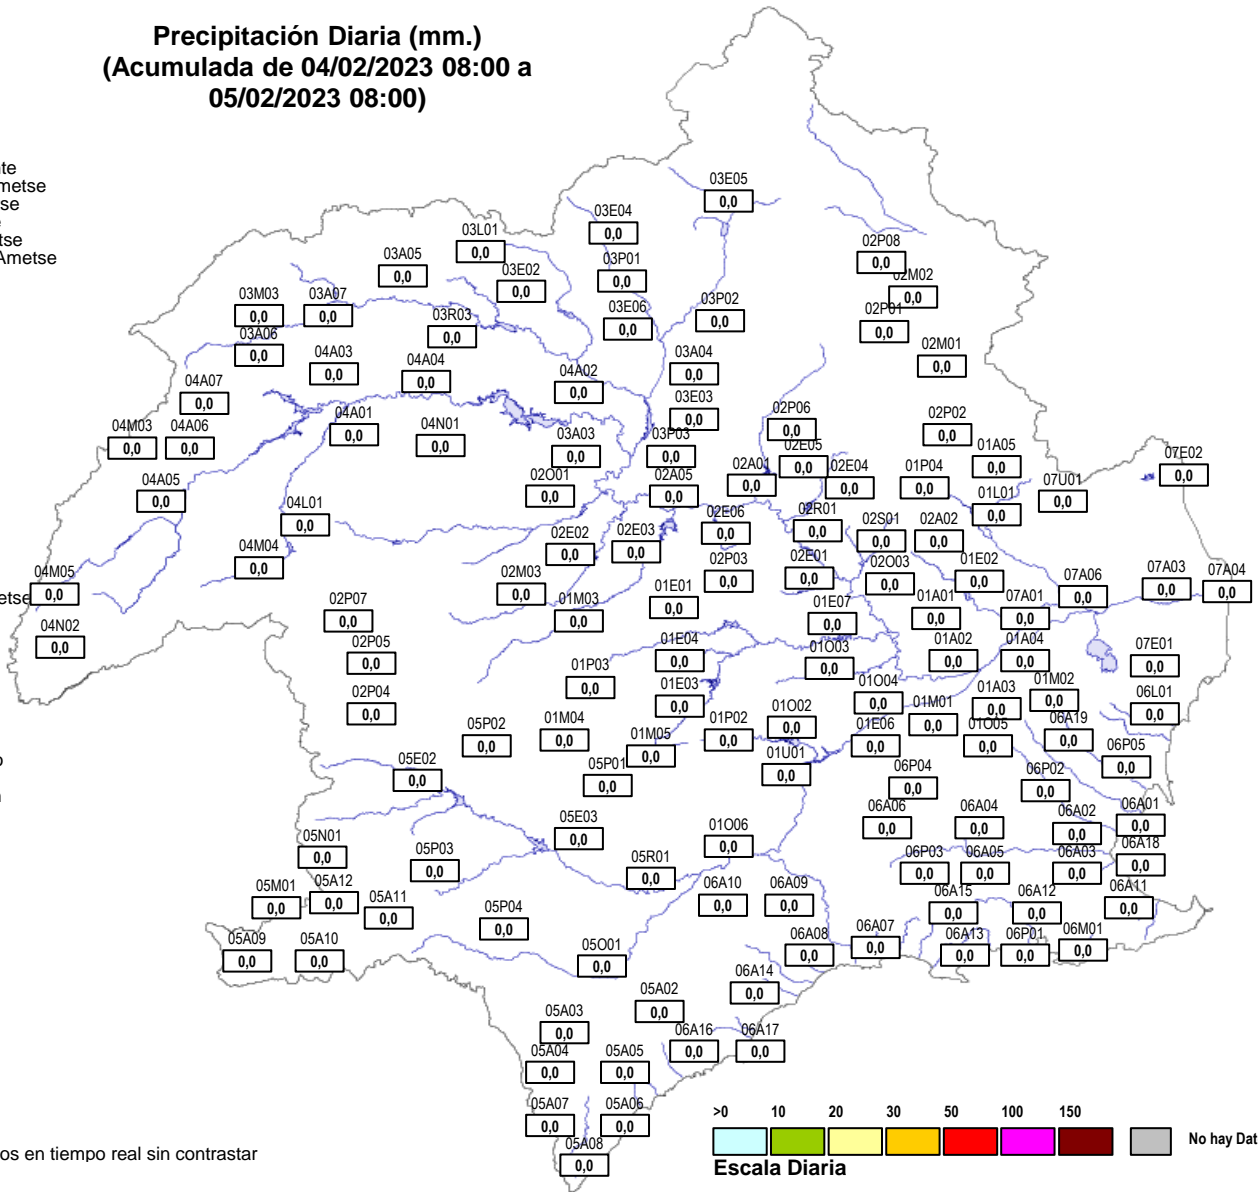 Precipitación Diaria (mm.)
(Acumulada de 04/02/2023 08:00 a
05/02/2023 08:00)
te
metse
se
e
tse
Ametse
03E05
0,0
03E04
0,0
03L01
0,0
02P08
0,0
03A05
0,0
03P01
0,0
03E02
0,0
02M02
0,0
03M03
0,0
03A07
0,0
03P02
0,0
03E06
0,0
02P01
0,0
03R03
0,0
03A06
0,0
02M01
0,0
04A03
0,0
03A04
0,0
04A04
0,0
04A02
0,0
04A07
0,0
03E03
0,0
02P06
0,0
04A01
0,0
02P02
0,0
04M03
0,0
04A06
0,0
04N01
0,0
03A03
0,0
03P03
0,0
02E05
0,0
01A05
0,0
07E02
0,0
02A01
0,0
02E04
0,0
01P04
0,0
02O01
0,0
02A05
0,0
04A05
0,0
07U01
0,0
01L01
0,0
04L01
0,0
02R01
0,0
02E06
0,0
02S01
0,0
02A02
0,0
02E03
0,0
02E02
0,0
04M04
0,0
02P03
0,0
02E01
0,0
02O03
0,0
01E02
0,0
07A03
0,0
07A04
0,0
04M05
0,0
02M03
0,0
07A06
0,0
etse
01E01
0,0
01M03
0,0
02P07
0,0
01E07
0,0
01A01
0,0
07A01
0,0
04N02
0,0
02P05
0,0
01E04
0,0
01O03
0,0
01A02
0,0
01A04
0,0
07E01
0,0
01P03
0,0
01E03
0,0
01O04
0,0
01A03
0,0
01M02
0,0
02P04
0,0
06L01
0,0
01O02
0,0
01M01
0,0
05P02
0,0
01M04
0,0
01P02
0,0
01E06
0,0
01O05
0,0
06A19
0,0
01M05
0,0
06P05
0,0
05E02
0,0
05P01
0,0
01U01
0,0
06P04
0,0
06P02
0,0
06A06
0,0
06A04
0,0
06A02
0,0
06A01
0,0
05E03
0,0
01O06
0,0
05N01
0,0
05P03
0,0
05R01
0,0
06P03
0,0
06A05
0,0
06A03
0,0
06A18
0,0
05M01
0,0
05A12
0,0
05A11
0,0
06A10
0,0
06A09
0,0
06A15
0,0
06A12
0,0
06A11
0,0
05P04
0,0
05A09
0,0
05A10
0,0
05O01
0,0
06A08
0,0
06A07
0,0
06A13
0,0
06P01
0,0
06M01
0,0
06A14
0,0
05A02
0,0
05A03
0,0
06A16
0,0
06A17
0,0
05A04
0,0
05A05
0,0
05A07
0,0
05A06
0,0
05A08
0,0
>0 10 20 30 50 100 150
No hay Dat
Escala Diaria
os en tiempo real sin contrastar